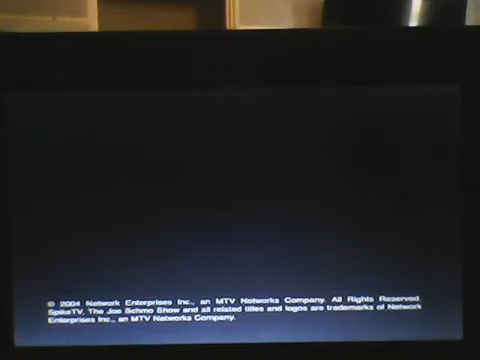 © 2004 Network Enterprises Inc., an MTV Networks Company. All Rights Reserved.
SpikeTV, The Joe Schmo Show and all related titles and logos are trademarks of Network
Enterprises Inc., an MTV Networks Company.